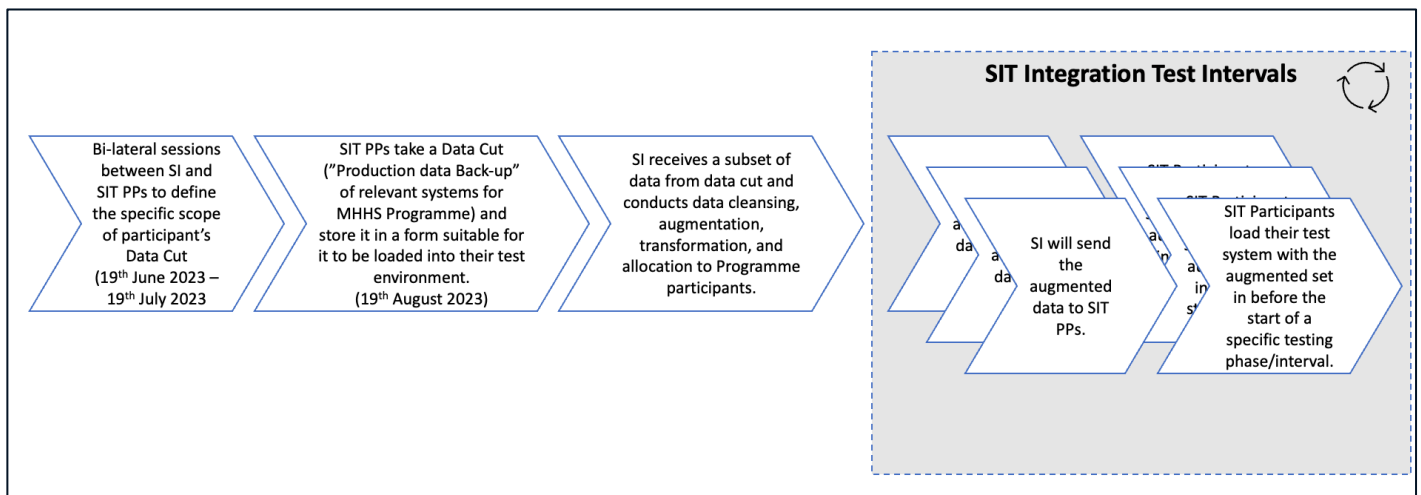 SIT Integration Test Intervals
Bi-lateral sessions
between SI and
SIT PPs to define
the specific scope
of participant's
Data Cut
(19th June 2023 –
19th July 2023
SIT PPs take a Data Cut
("Production data Back-up"
of relevant systems for
MHHS Programme) and
store it in a form suitable for
it to be loaded into their test
environment.
(19th August 2023)
SI receives a subset of
data from data cut and
conducts data cleansing,
augmentation,
transformation, and
allocation to Programme
participants.
SI will send
the
augmented
data to SIT
PPs.
SIT Participants
load their test
system with the
augmented set
in before the
start of a
specific testing
phase/interval.